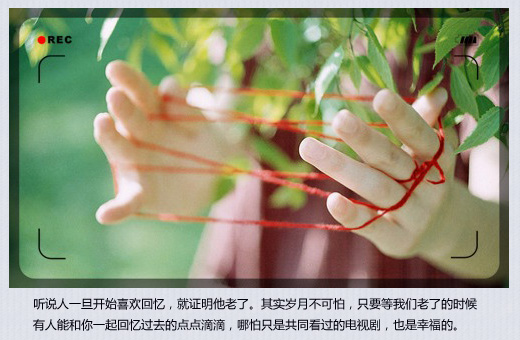 REC
听说人一旦开始喜欢回忆，就证明他老了。其实岁月不可怕，只要等我们老了的时候
有人能和你一起回忆过去的点点滴滴，哪怕只是共同看过的电视剧，也是幸福的。